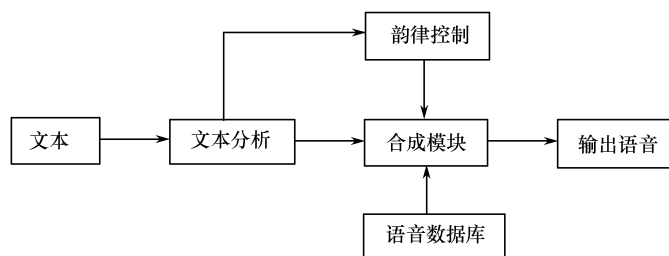 韵律控制
文本
文本分析
合成模块
输出语音
语音数据库